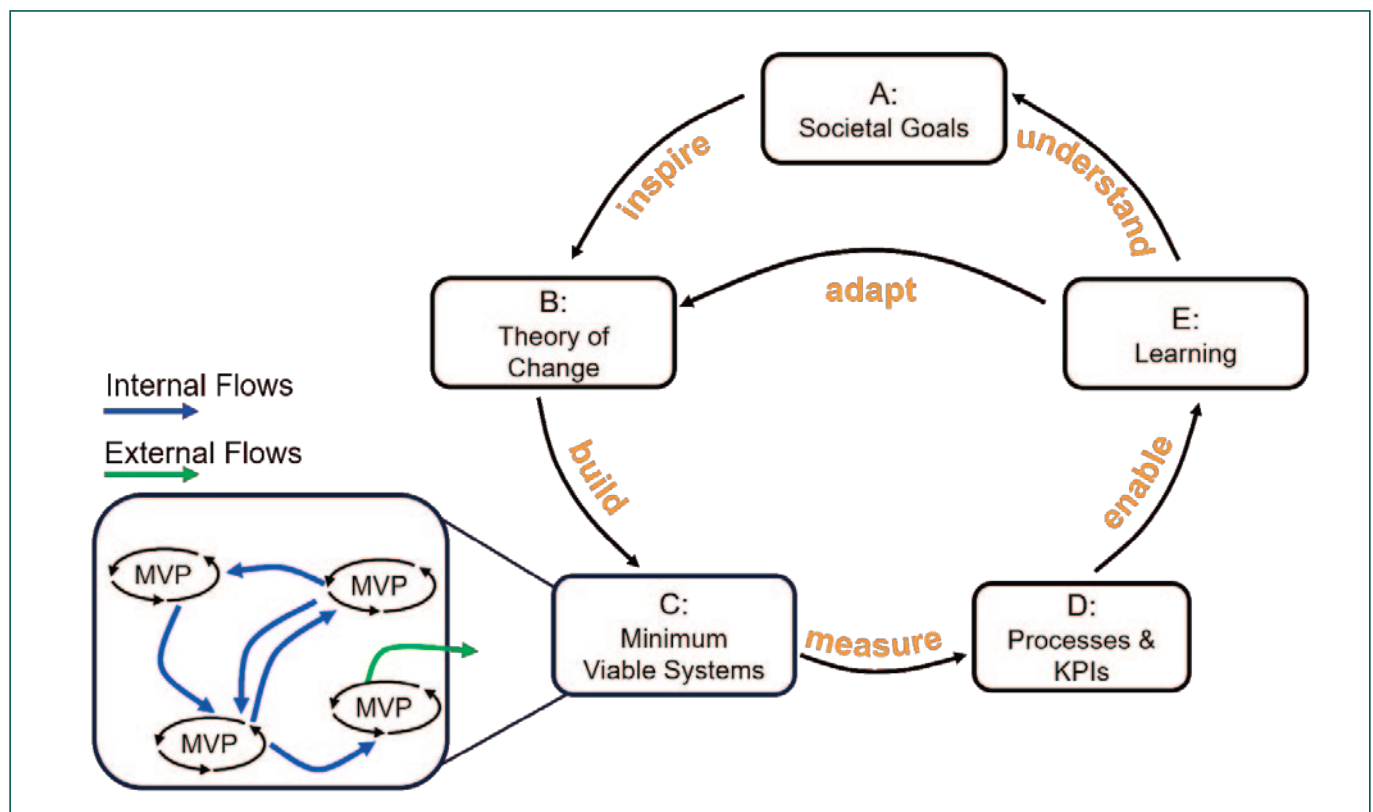 A:
Societal Goals
inspire
understand
adapt
B:
Theory of
Change
E:
Learning
Internal Flows
External Flows
build
enable
MVP
MVP
MVP
MVP
C:
Minimum
Viable Systems
measure
D:
Processes &
KPIs